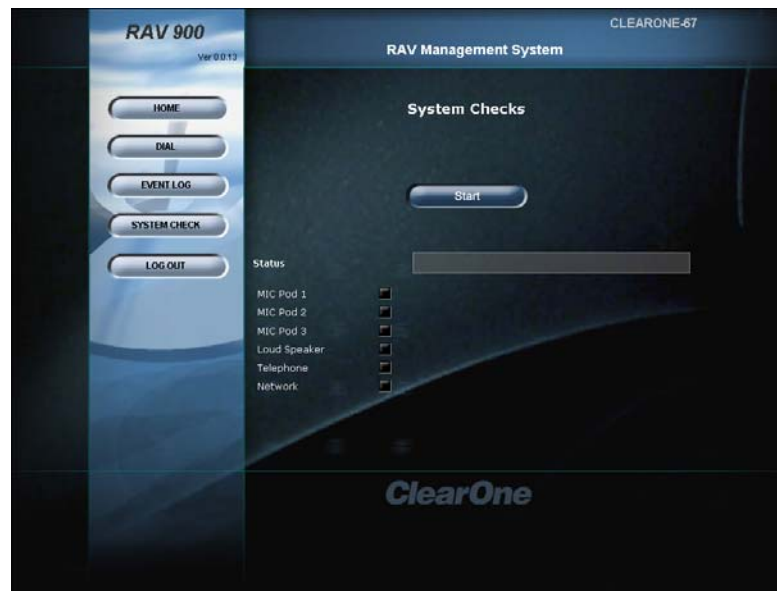 RAV 900
Ver 0.0.13
CLEARONE-67
RAV Management System
HOME
DIAL
EVENT LOG
SYSTEM CHECK
LOG OUT
System Checks
Start
Status
MIC Pod 1
MIC Pod 2
MIC Pod 3
Loud Speaker
Telephone
Network
ClearOne